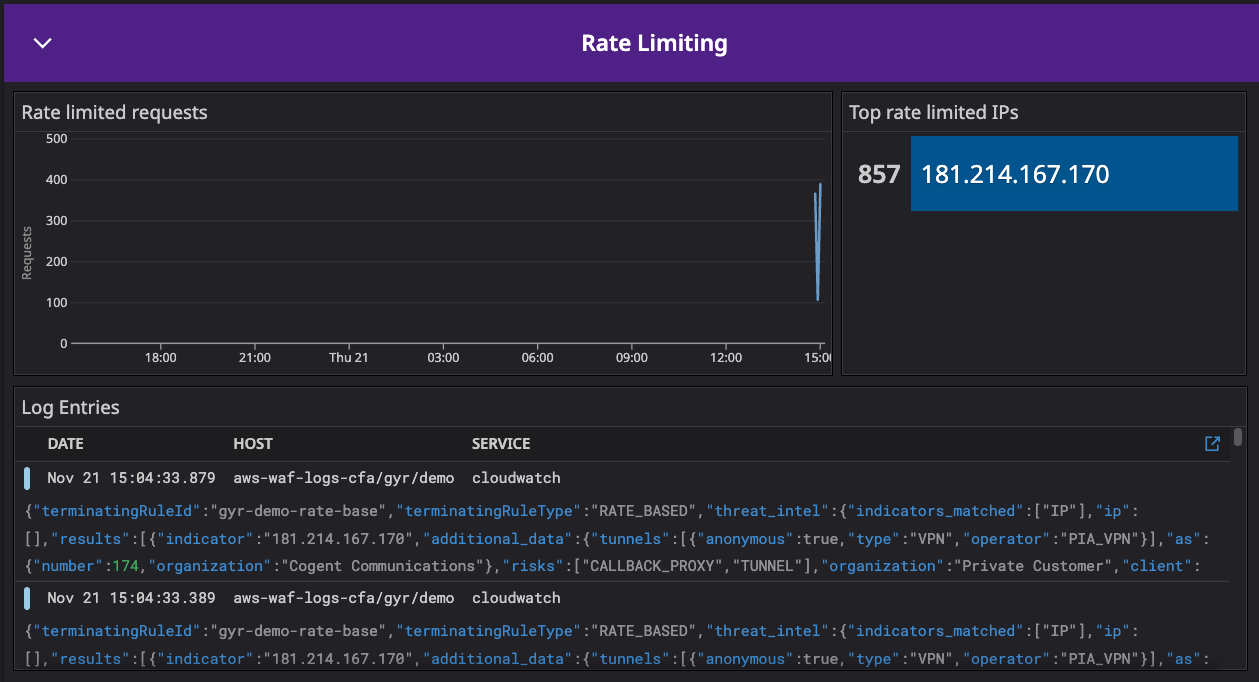 Rate Limiting
Rate limited requests
500
400
300
200
100
0
Requests
18:00
21:00
Thu 21
03:00
06:00
09:00
12:00
15:00
Top rate limited IPs
857 181.214.167.170
Log Entries
DATE HOST SERVICE
Nov 21 15:04:33.879 aws-waf-logs-cfa/gyr/demo cloudwatch
{"terminatingRuleId":"gyr-demo-rate-base","terminatingRuleType":"RATE_BASED","threat_intel":{"indicators_matched":["IP"],"ip":
[],"results":[{"indicator":"181.214.167.170","additional_data":{"tunnels":[{"anonymous":true,"type":"VPN","operator":"PIA_VPN"}],"as":
{"number":174,"organization":"Cogent Communications"},"risks":["CALLBACK_PROXY","TUNNEL"],"organization":"Private Customer","client":
Nov 21 15:04:33.389 aws-waf-logs-cfa/gyr/demo cloudwatch
{"terminatingRuleId":"gyr-demo-rate-base","terminatingRuleType":"RATE_BASED","threat_intel":{"indicators_matched":["IP"],"ip":
[],"results":[{"indicator":"181.214.167.170","additional_data":{"tunnels":[{"anonymous":true,"type":"VPN","operator":"PIA_VPN"}],"as":